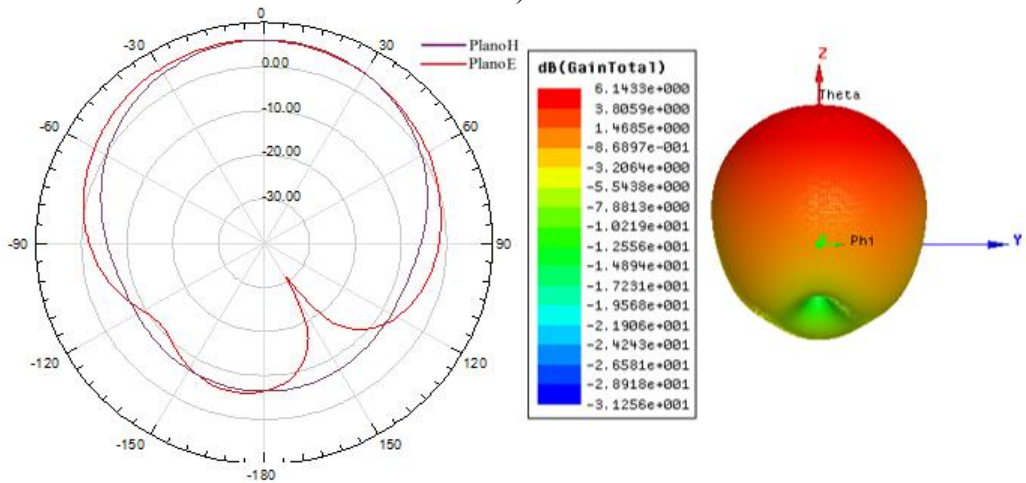 )
0
-30
30
PlanoH
PlanoE
0.00
-10.00
-60
60
-20.00
-30.00
-90
90
-120
120
-150
150
-180
dB(GainTotal)
6.1433e+000
3.8059e+000
1.4685e+000
-8.6897e-001
-3.2064e+000
-5.5438e+000
-7.8813e+000
-1.0219e+001
-1.2556e+001
-1.4894e+001
-1.7231e+001
-1.9568e+001
-2.1906e+001
-2.4243e+001
-2.6581e+001
-2.8918e+001
-3.1256e+001
Z
Theta
Phi
Y